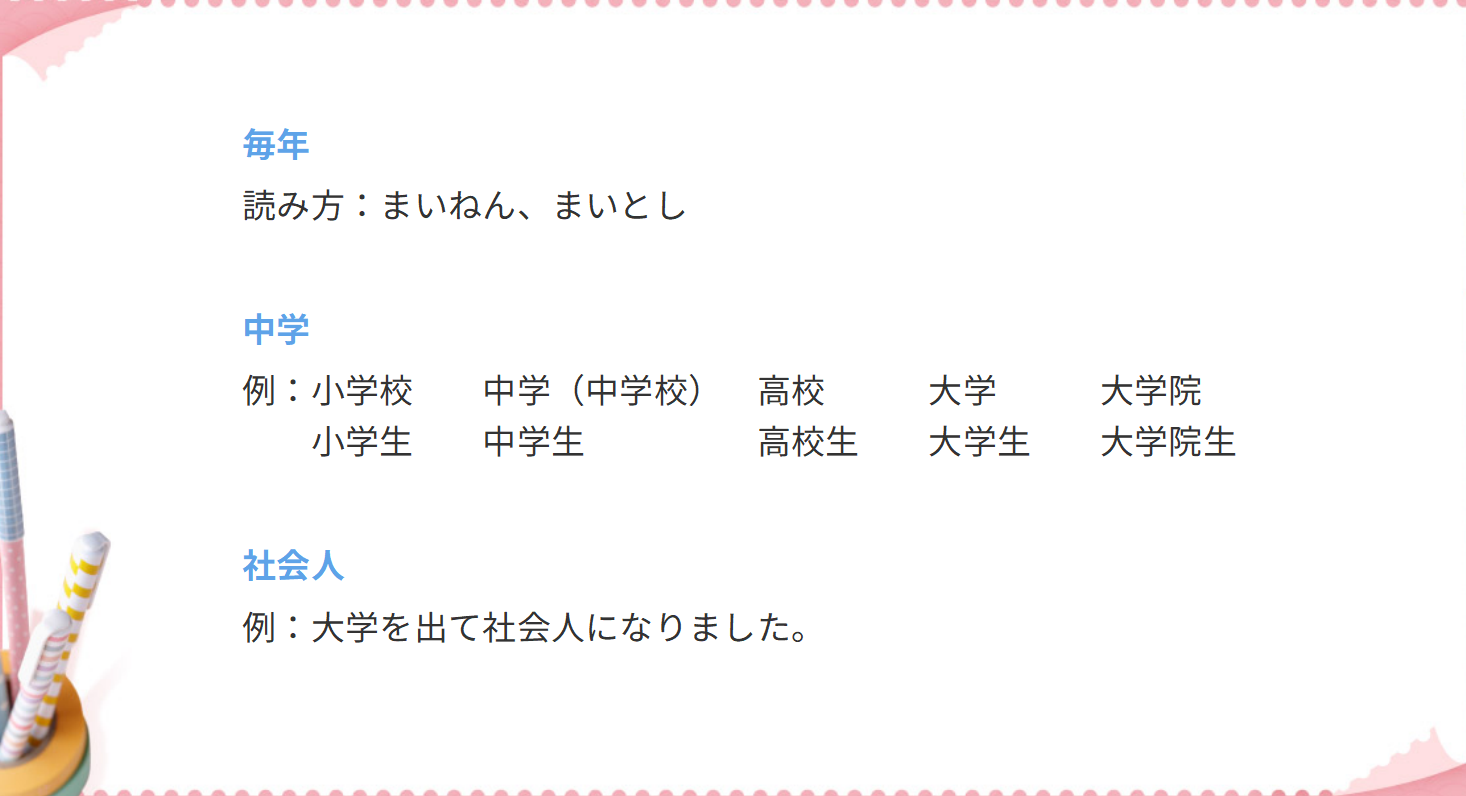 毎年
読み方：まいねん、まいとし
中学
例：小学校　　中学（中学校）　高校　　　大学　　　大学院
小学生　　中学生　　　　　高校生　　大学生　　大学院生
社会人
例：大学を出て社会人になりました。